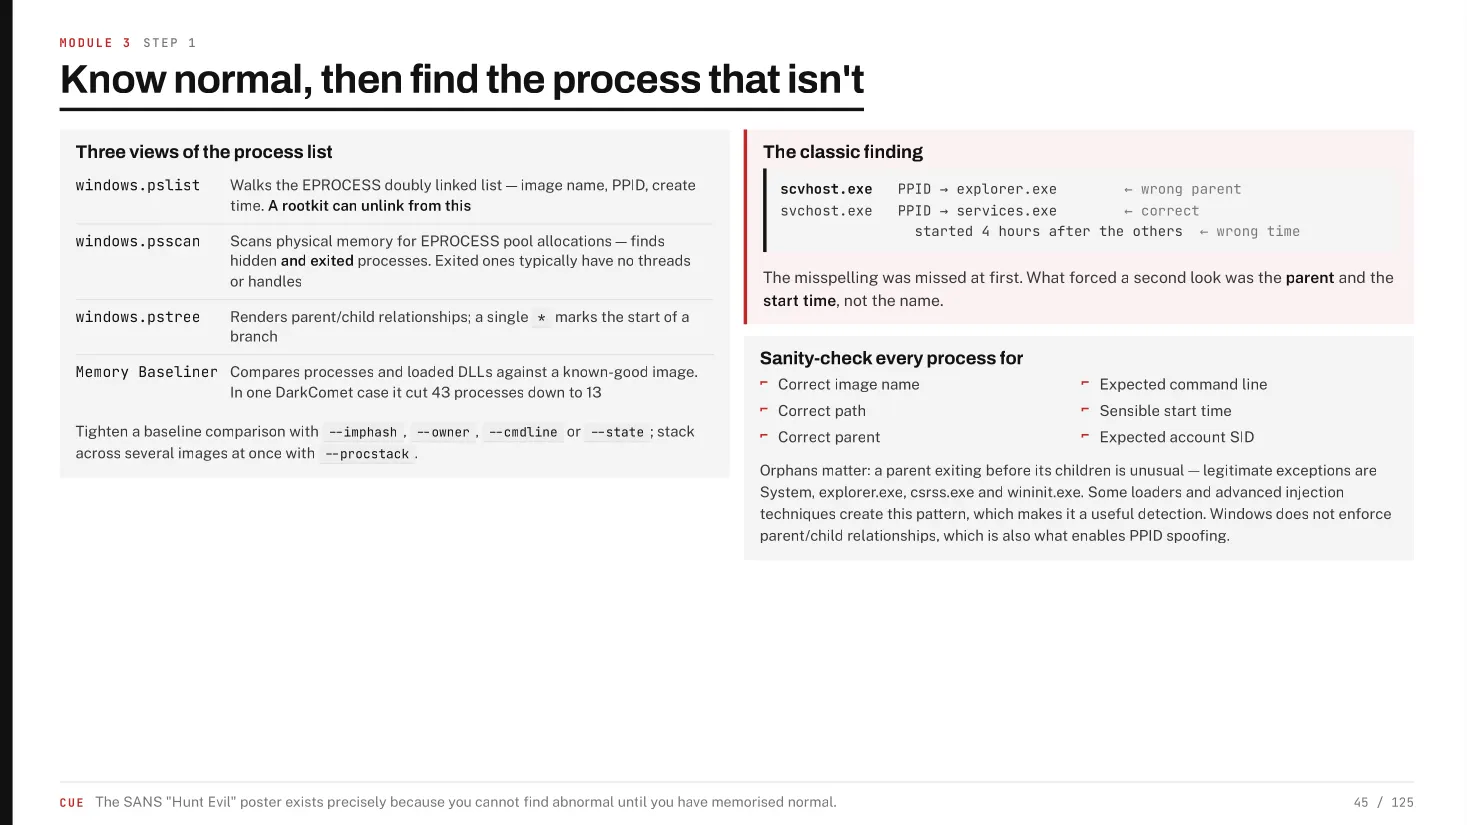 MODULE 3 STEP 1
Know normal, then find the process that isn't
Three views of the process list
windows.pslist Walks the EPROCESS doubly linked list — image name, PPID, create
time. A rootkit can unlink from this
windows.psscan Scans physical memory for EPROCESS pool allocations — finds
hidden and exited processes. Exited ones typically have no threads
or handles
windows.pstree Renders parent/child relationships; a single * marks the start of a
branch
Memory Baseliner Compares processes and loaded DLLs against a known-good image.
In one DarkComet case it cut 43 processes down to 13
Tighten a baseline comparison with --imphash, --owner, --cmdline or --state; stack
across several images at once with --procstack.
The classic finding
scvhost.exe PPID → explorer.exe ← wrong parent
svchost.exe PPID → services.exe ← correct
started 4 hours after the others ← wrong time
The misspelling was missed at first. What forced a second look was the parent and the
start time, not the name.
Sanity-check every process for
Correct image name
Correct path
Correct parent
Expected command line
Sensible start time
Expected account SID
Orphans matter: a parent exiting before its children is unusual — legitimate exceptions are
System, explorer.exe, csrss.exe and wininit.exe. Some loaders and advanced injection
techniques create this pattern, which makes it a useful detection. Windows does not enforce
parent/child relationships, which is also what enables PPID spoofing.
CUE The SANS "Hunt Evil" poster exists precisely because you cannot find abnormal until you have memorised normal.
45 / 125